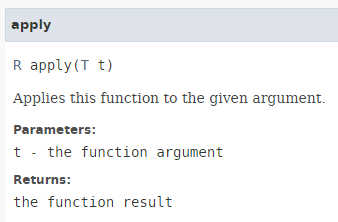 apply
R apply(T t)
Applies this function to the given argument.
Parameters:
t - the function argument
Returns:
the function result